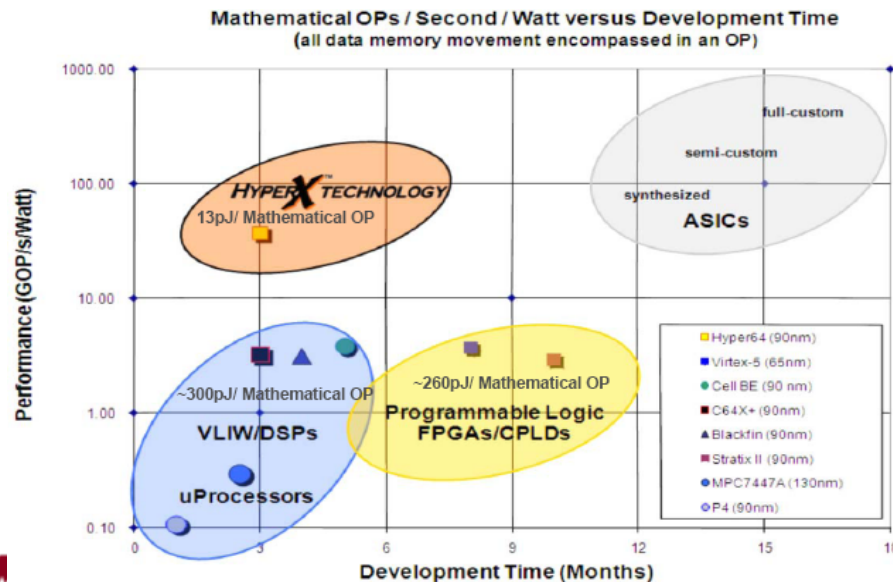 Mathematical OPs / Second / Watt versus Development Time
(all data memory movement encompassed in an OP)
Performance (GOP/s/Watt)
1000.00
100.00
10.00
1.00
0.10
full-custom
semi-custom
synthesized
ASICs
HYPERX™ TECHNOLOGY
13pJ/ Mathematical OP
~300pJ/ Mathematical OP
VLIW/DSPs
uProcessors
~260pJ/ Mathematical OP
Programmable Logic
FPGAs/CPLDs
Hyper64 (90nm)
Virtex-5 (65nm)
Cell BE (90 nm)
C64X+ (90nm)
Blackfin (90nm)
Stratix II (90nm)
MPC7447A (130nm)
P4 (90nm)
0 3 6 9 12 15
Development Time (Months)